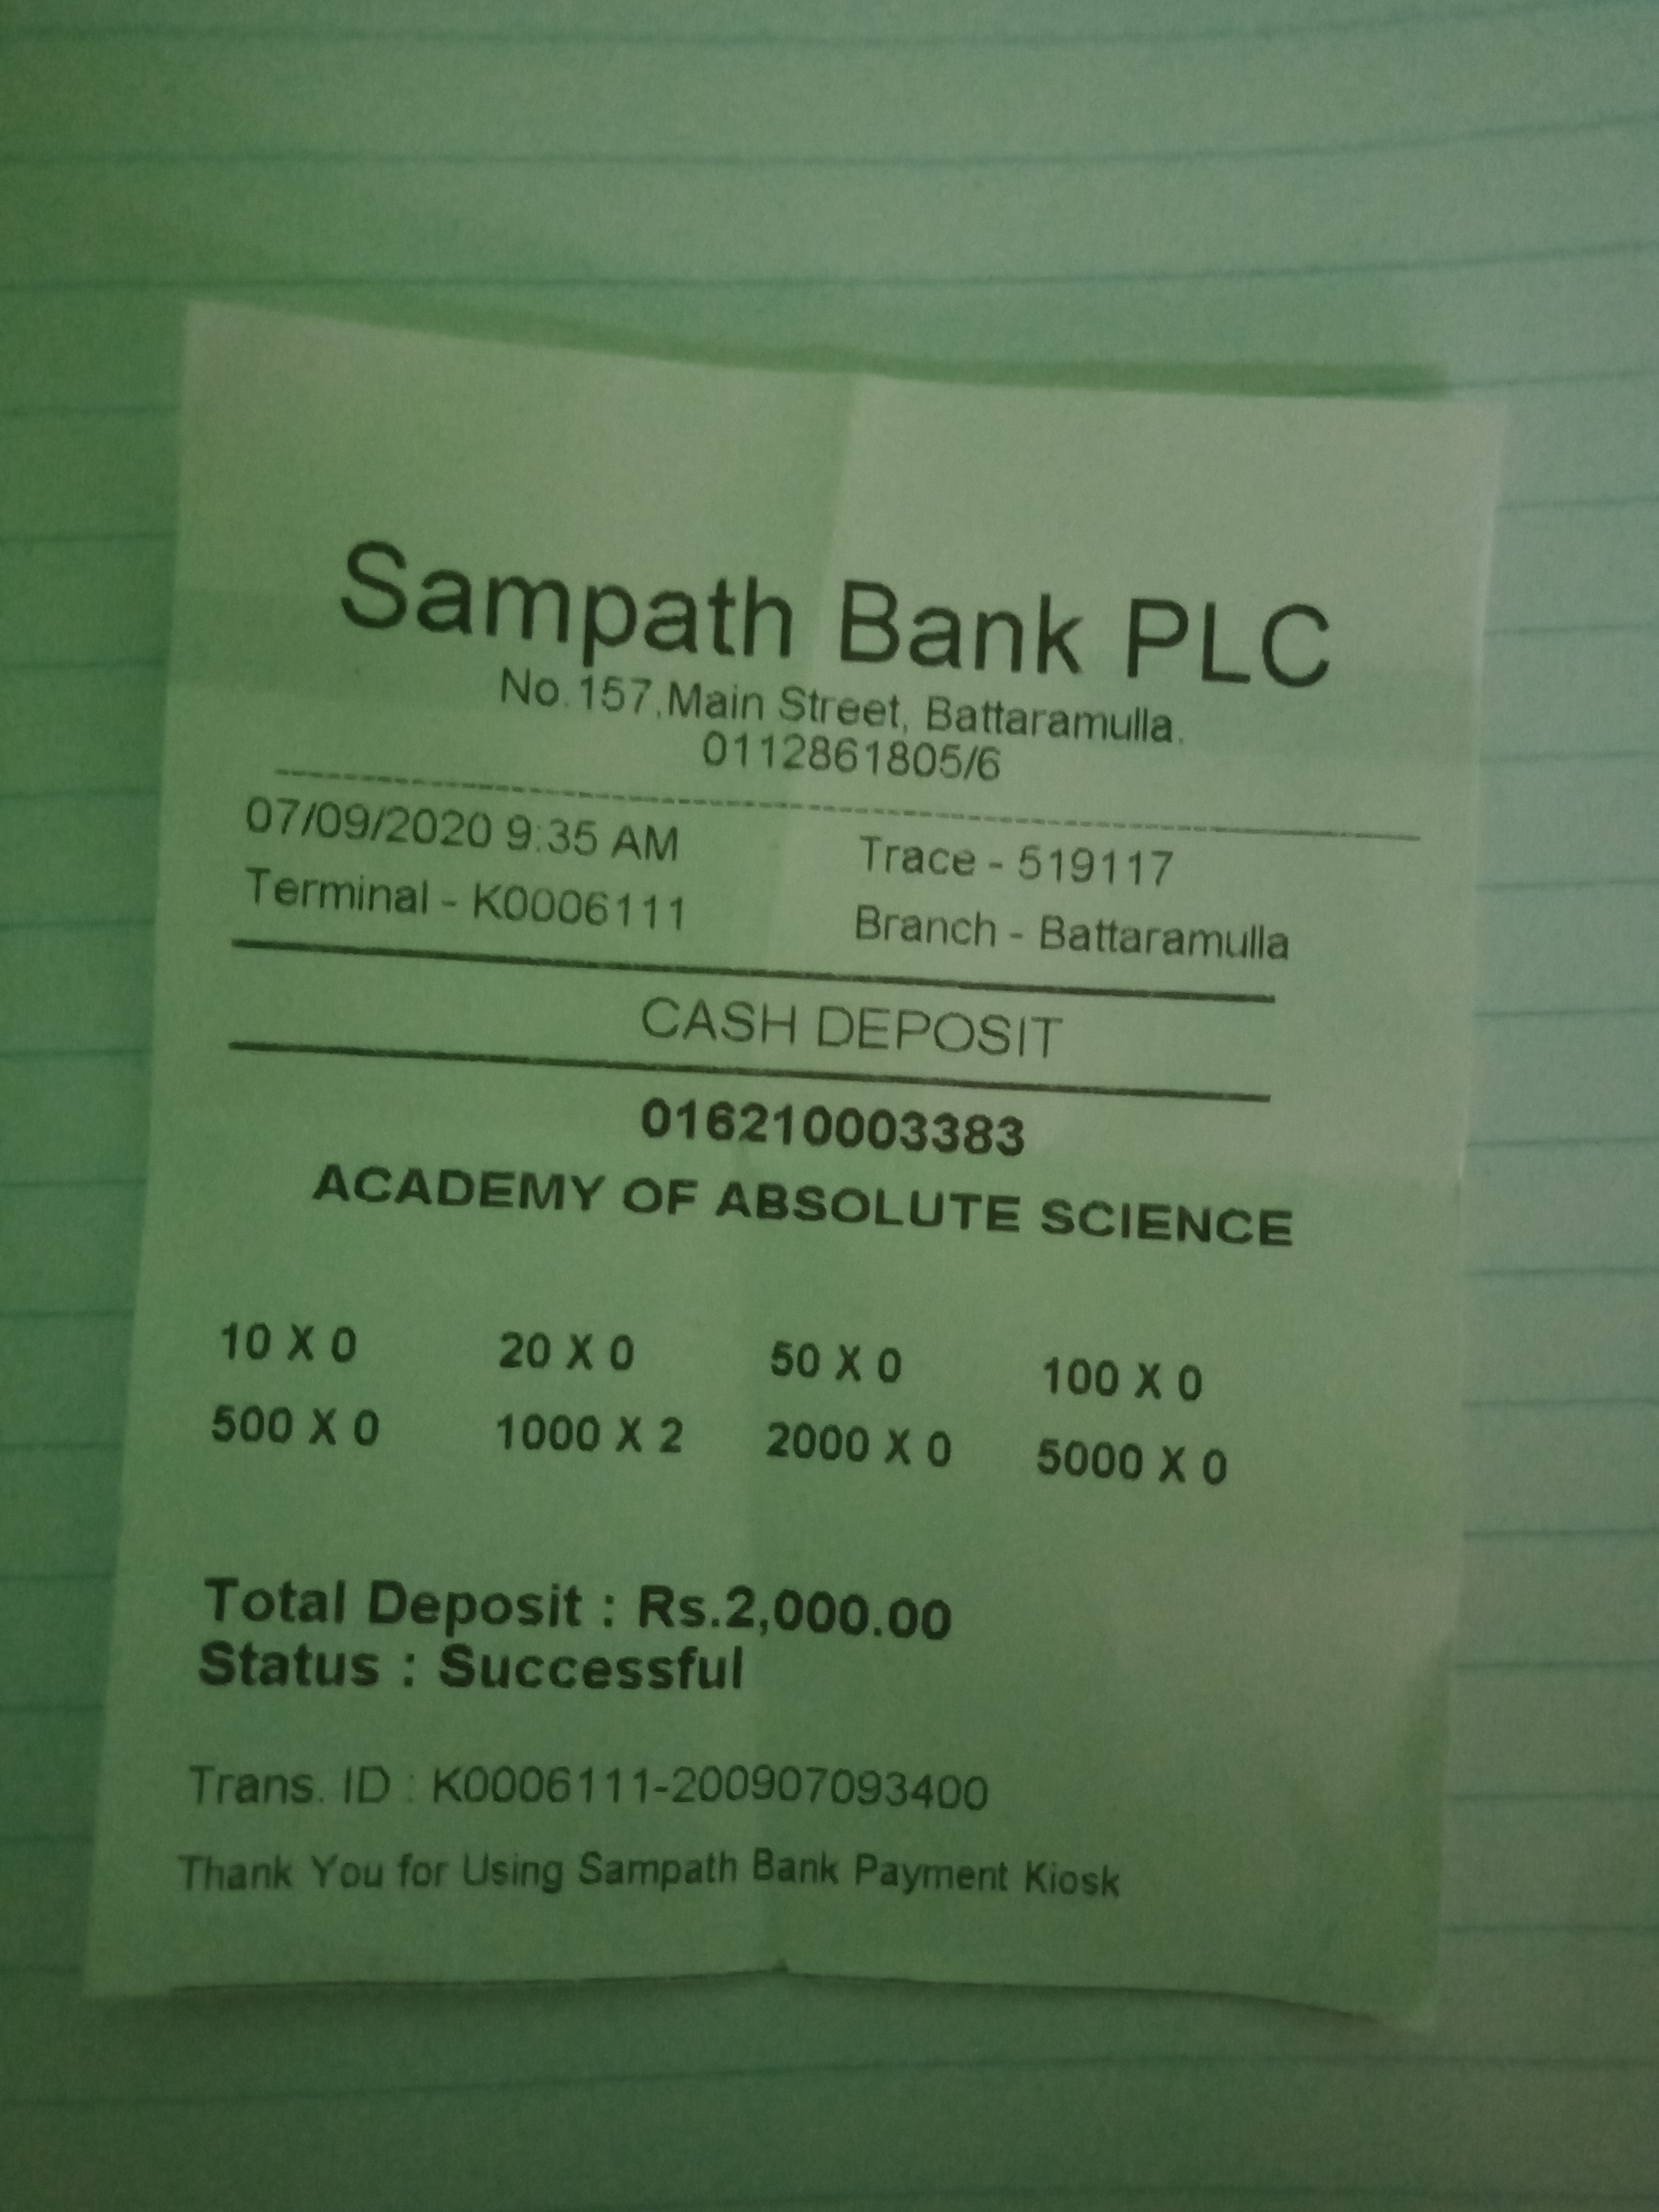 Sampath Bank PLC
No.157,Main Street, Battaramulla.
0112861805/6
07/09/2020 9:35 AM Trace - 519117
Terminal - K0006111 Branch - Battaramulla
CASH DEPOSIT
016210003383
ACADEMY OF ABSOLUTE SCIENCE
10 X 0 20 X 0 50 X 0 100 X 0
500 X 0 1000 X 2 2000 X 0 5000 X 0
Total Deposit : Rs.2,000.00
Status : Successful
Trans. ID : K0006111-200907093400
Thank You for Using Sampath Bank Payment Kiosk